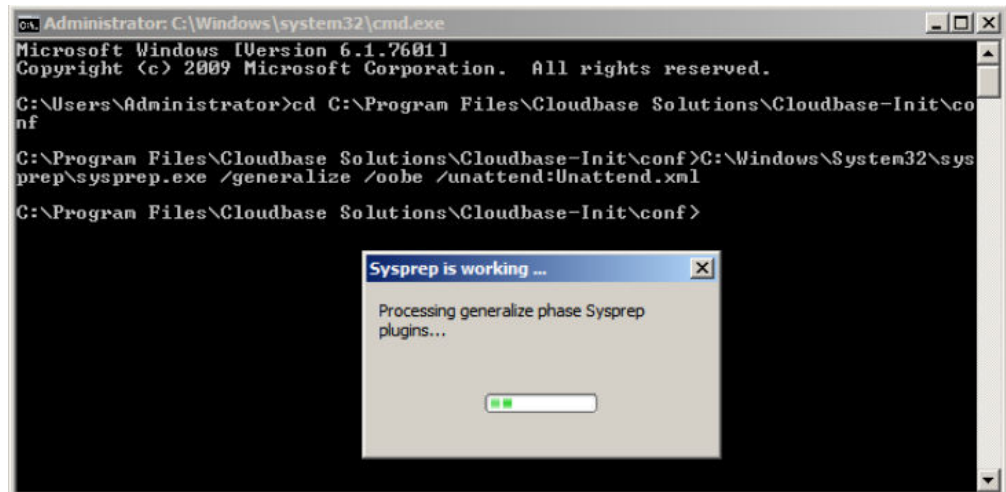 Administrator: C:\Windows\system32\cmd.exe
Microsoft Windows [Version 6.1.7601]
Copyright (c) 2009 Microsoft Corporation.  All rights reserved.
C:\Users\Administrator>cd C:\Program Files\Cloudbase Solutions\Cloudbase-Init\co
nf
C:\Program Files\Cloudbase Solutions\Cloudbase-Init\conf>C:\Windows\System32\sys
prep\sysprep.exe /generalize /oobe /unattend:Unattend.xml
C:\Program Files\Cloudbase Solutions\Cloudbase-Init\conf>
Sysprep is working ...
Processing generalize phase Sysprep
plugins...